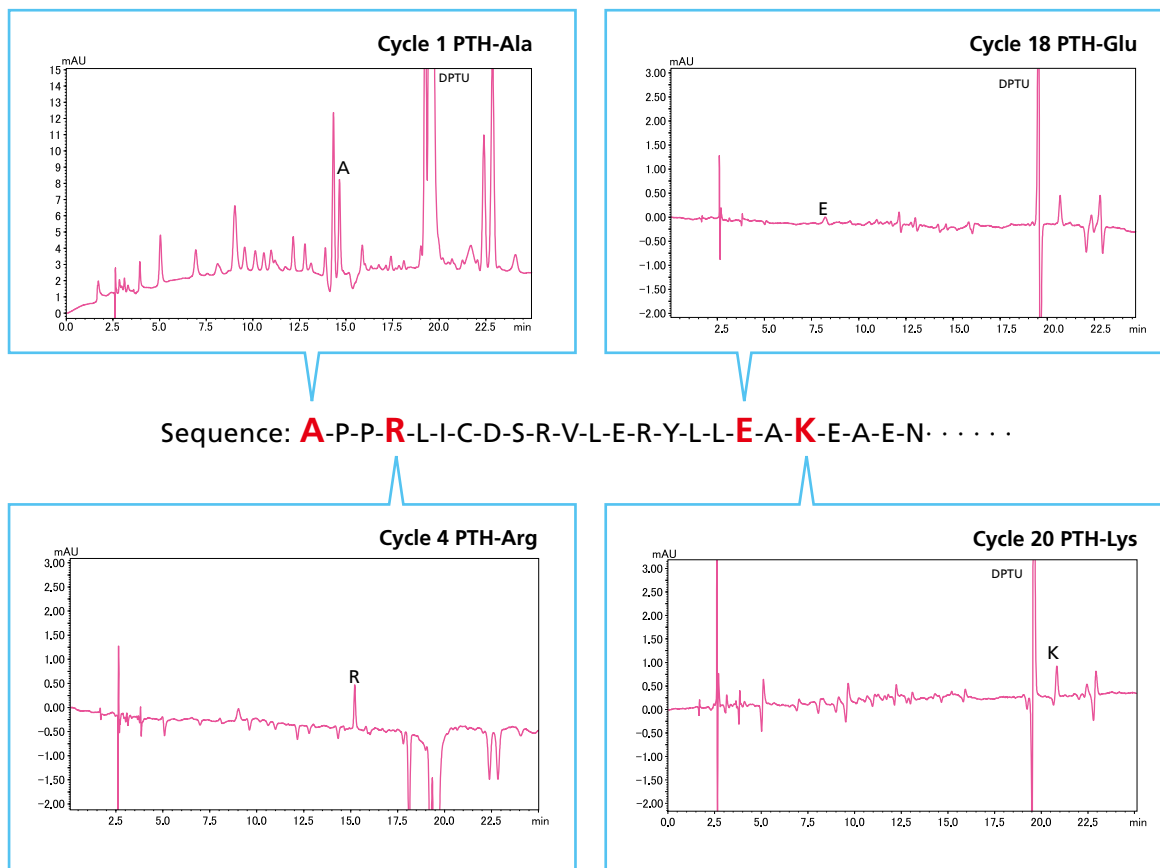 Cycle 1 PTH-Ala
mAU
15
14
13
12
11
10
9
8
7
6
5
4
3
2
1
0
DPTU
A
0.0 2.5 5.0 7.5 10.0 12.5 15.0 17.5 20.0 22.5 min
Cycle 18 PTH-Glu
mAU
3.00
2.50
2.00
1.50
1.00
0.50
0.00
-0.50
-1.00
-1.50
-2.00
DPTU
E
2.5 5.0 7.5 10.0 12.5 15.0 17.5 20.0 22.5 min
Sequence: A-P-P-R-L-I-C-D-S-R-V-L-E-R-Y-L-L-E-A-K-E-A-E-N······
Cycle 4 PTH-Arg
mAU
3.00
2.50
2.00
1.50
1.00
0.50
0.00
-0.50
-1.00
-1.50
-2.00
R
2.5 5.0 7.5 10.0 12.5 15.0 17.5 20.0 22.5 min
Cycle 20 PTH-Lys
mAU
3.00
2.50
2.00
1.50
1.00
0.50
0.00
-0.50
-1.00
-1.50
-2.00
DPTU
K
0.0 2.5 5.0 7.5 10.0 12.5 15.0 17.5 20.0 22.5 min